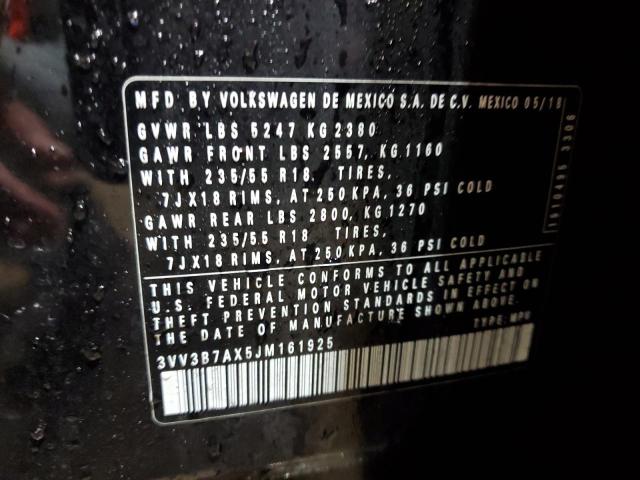 MFD BY VOLKSWAGEN DE MEXICO S.A. DE C.V. MEXICO 05/18
GVWR LBS 5247 KG 2380
GAWR FRONT LBS 2557, KG 1160
WITH 235/55 R18 TIRES,
7JX18 RIMS, AT 250 KPA, 36 PSI COLD
GAWR REAR LBS 2800, KG 1270
WITH 235/55 R18 TIRES,
7JX18 RIMS, AT 250 KPA, 36 PSI COLD
THIS VEHICLE CONFORMS TO ALL APPLICABLE
U.S. FEDERAL MOTOR VEHICLE SAFETY AND
THEFT PREVENTION STANDARDS IN EFFECT ON
THE DATE OF MANUFACTURE SHOWN ABOVE.
TYPE: MPV
3VV3B7AX5JM161925
1810495 3306